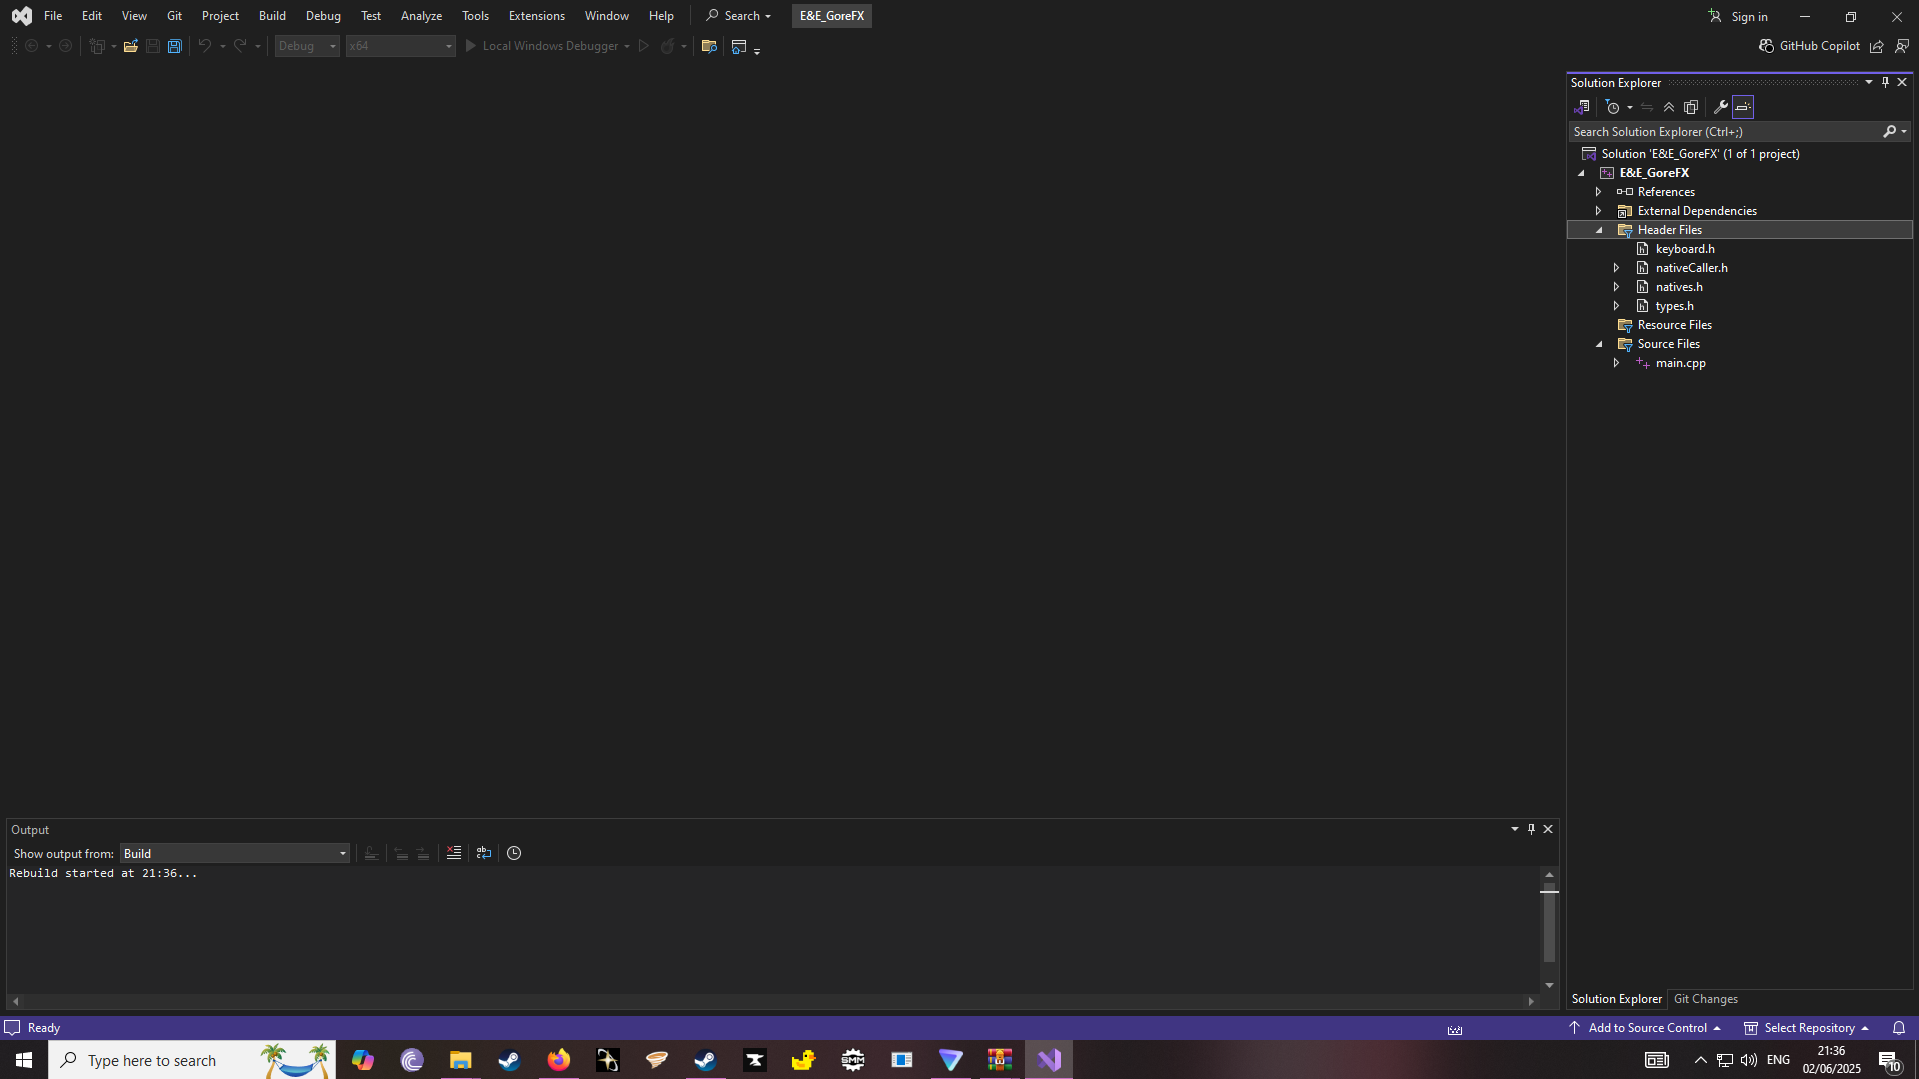 File Edit View Git Project Build Debug Test Analyze Tools Extensions Window Help Search E&E_GoreFX Sign in
Debug x64 Local Windows Debugger GitHub Copilot
Solution Explorer
Search Solution Explorer (Ctrl+;)
Solution 'E&E_GoreFX' (1 of 1 project)
E&E_GoreFX
References
External Dependencies
Header Files
keyboard.h
nativeCaller.h
natives.h
types.h
Resource Files
Source Files
main.cpp
Output
Show output from: Build
Rebuild started at 21:36...
Solution Explorer Git Changes
Ready Add to Source Control Select Repository
Type here to search SMM ENG 21:36
02/06/2025 10